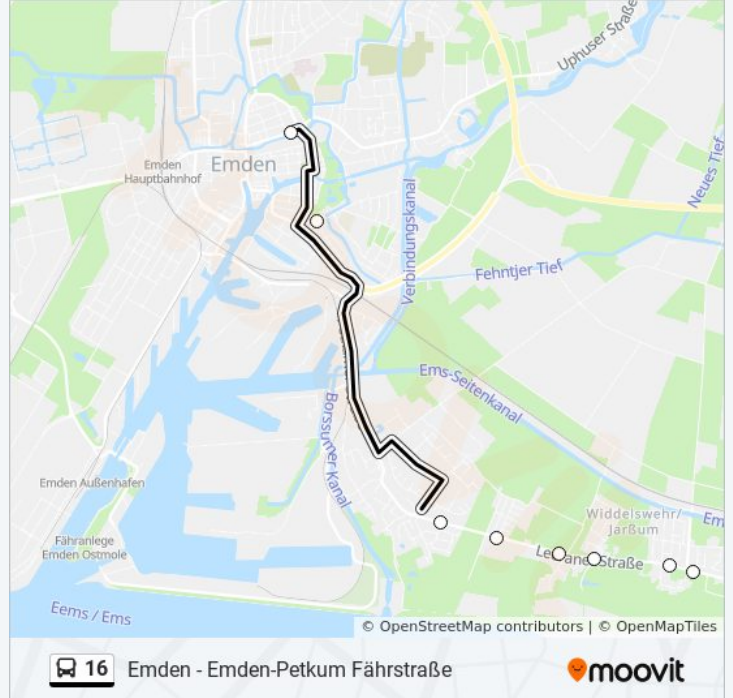 Uphuser Straße
Emden
Hauptbahnhof
Emden
Neues Tief
Verbindungskanal
Fehntjer Tief
Ems-Seitenkanal
Borssumer Kanal
Emden Außenhafen
Widdelswehr/
Jarßum
Em
Fähranlege
Emden Ostmole
Straße
Eems / Ems
© OpenStreetMap contributors | © OpenMapTiles
16 Emden - Emden-Petkum Fährstraße moovit